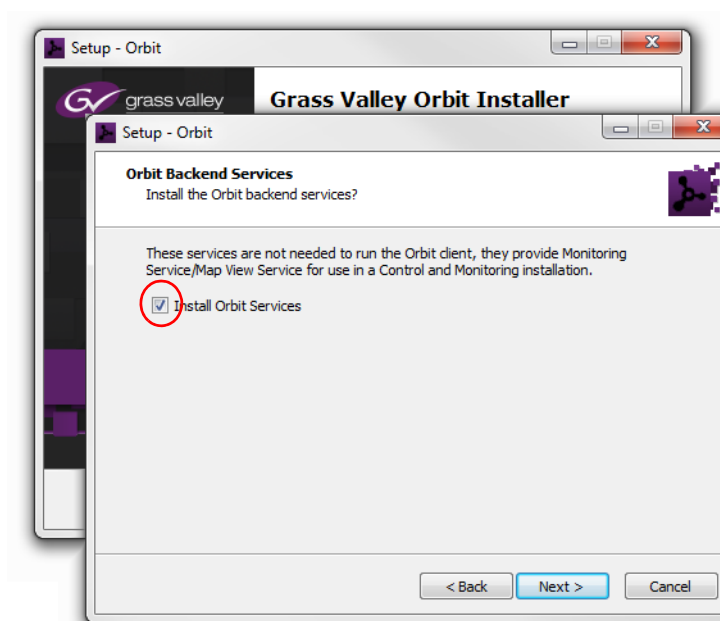 Setup - Orbit
grass valley
Grass Valley Orbit Installer
Setup - Orbit
Orbit Backend Services
Install the Orbit backend services?
These services are not needed to run the Orbit client, they provide Monitoring
Service/Map View Service for use in a Control and Monitoring installation.
Install Orbit Services
< Back
Next >
Cancel